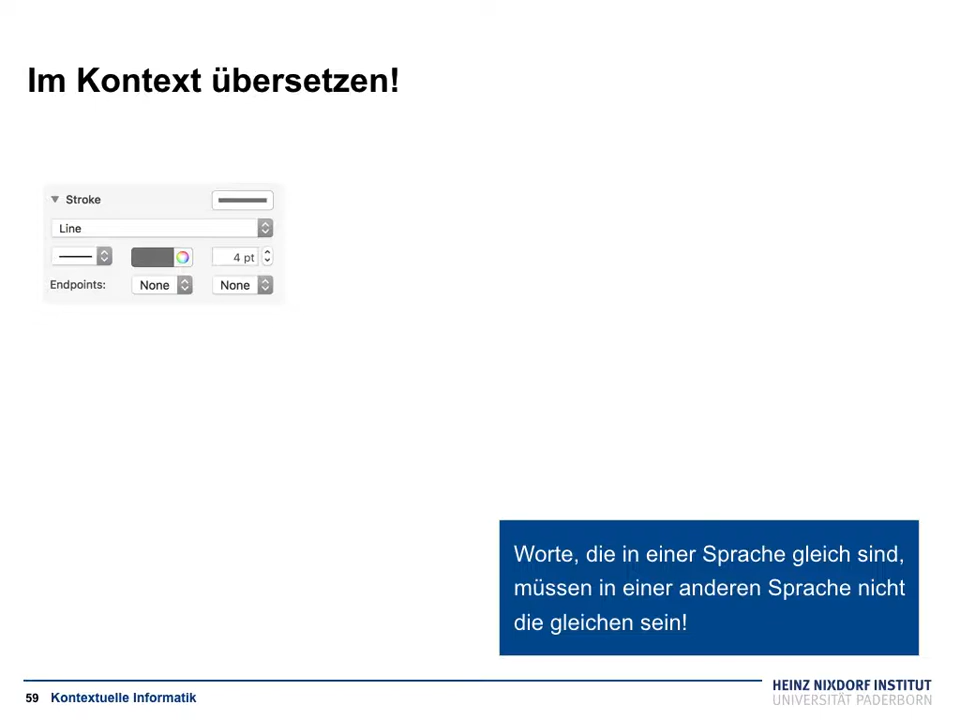 Im Kontext übersetzen!
Stroke
Line
4 pt
Endpoints: None None
Worte, die in einer Sprache gleich sind,
müssen in einer anderen Sprache nicht
die gleichen sein!
59 Kontextuelle Informatik
HEINZ NIXDORF INSTITUT
UNIVERSITÄT PADERBORN